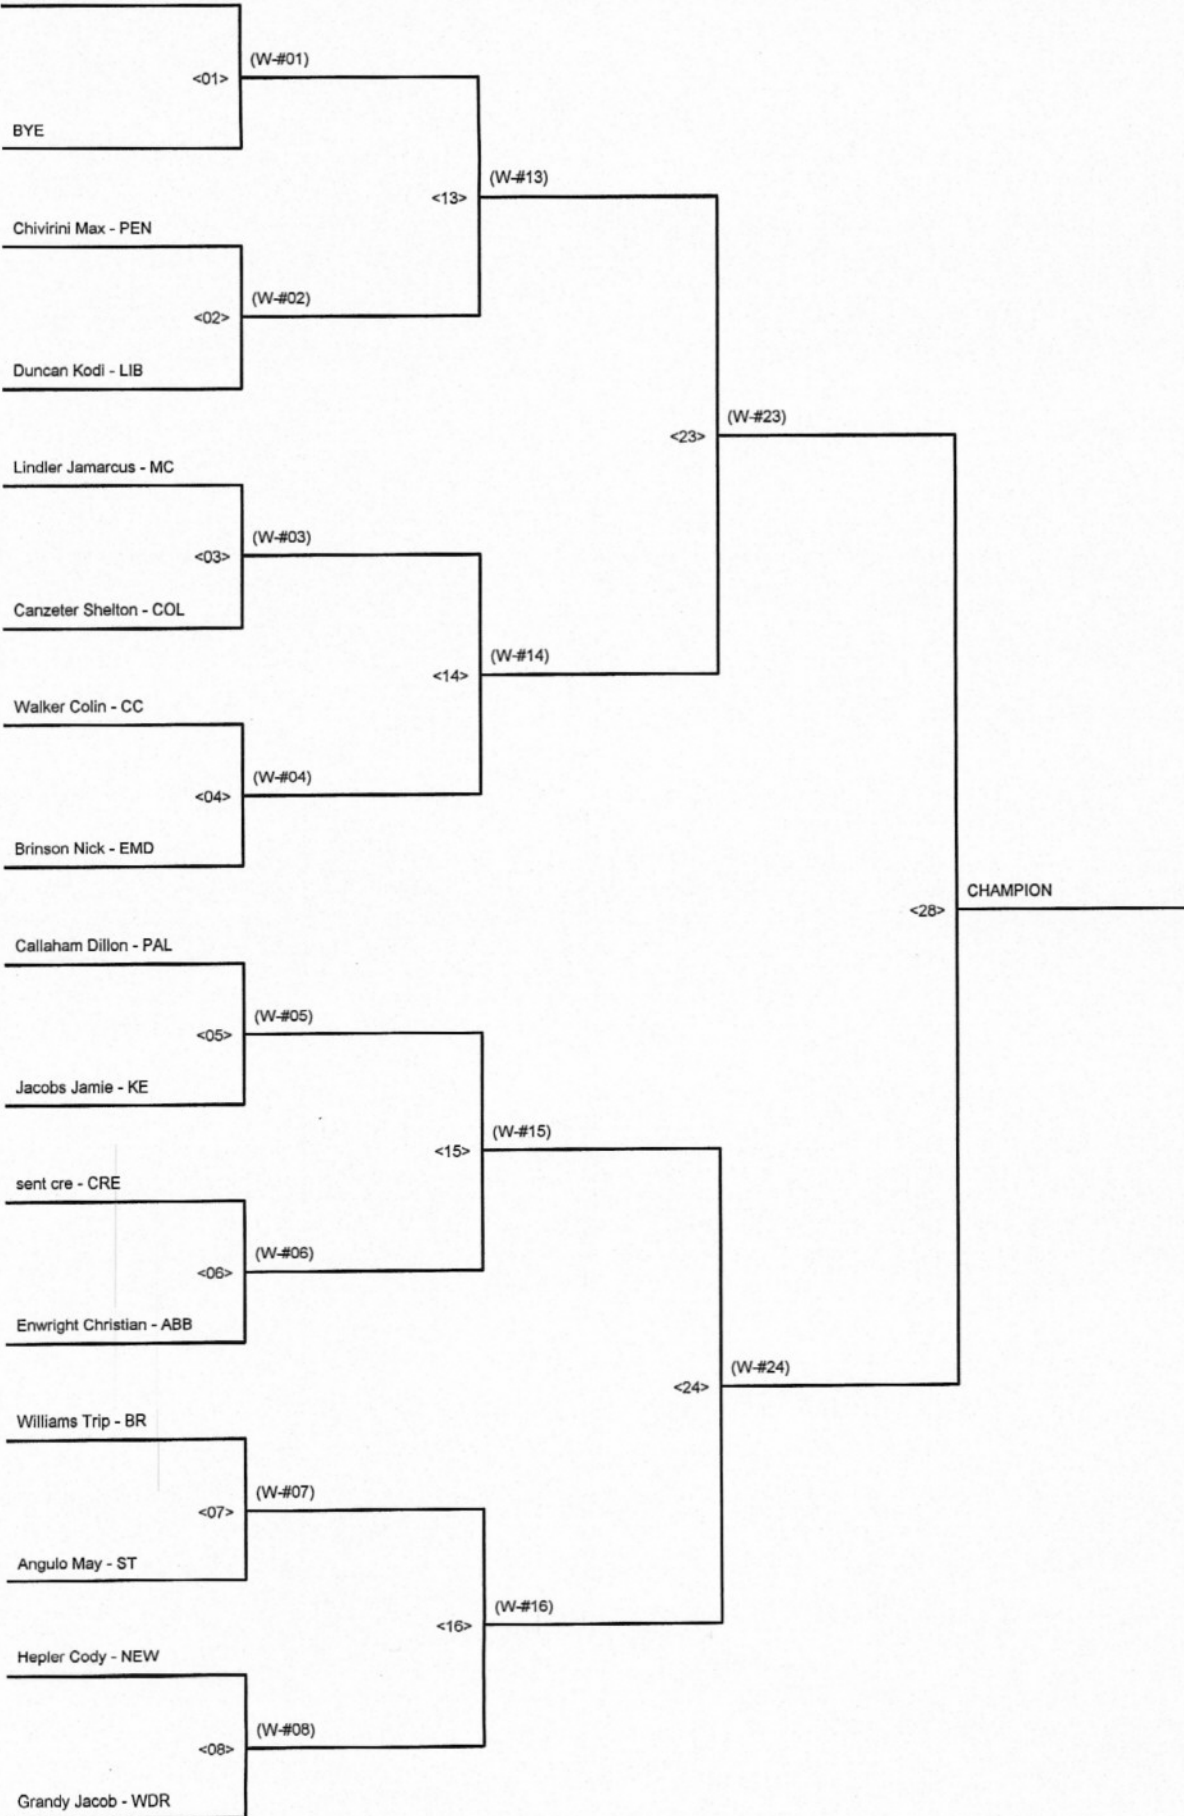 (W-#01)
<01>
BYE
(W-#13)
<13>
Chivirini Max - PEN
(W-#02)
<02>
Duncan Kodi - LIB
(W-#23)
<23>
Lindler Jamarcus - MC
(W-#03)
<03>
Canzeter Shelton - COL
(W-#14)
<14>
Walker Colin - CC
(W-#04)
<04>
Brinson Nick - EMD
CHAMPION
<28>
Callaham Dillon - PAL
(W-#05)
<05>
Jacobs Jamie - KE
(W-#15)
<15>
sent cre - CRE
(W-#06)
<06>
Enwright Christian - ABB
(W-#24)
<24>
Williams Trip - BR
(W-#07)
<07>
Angulo May - ST
(W-#16)
<16>
Hepler Cody - NEW
(W-#08)
<08>
Grandy Jacob - WDR